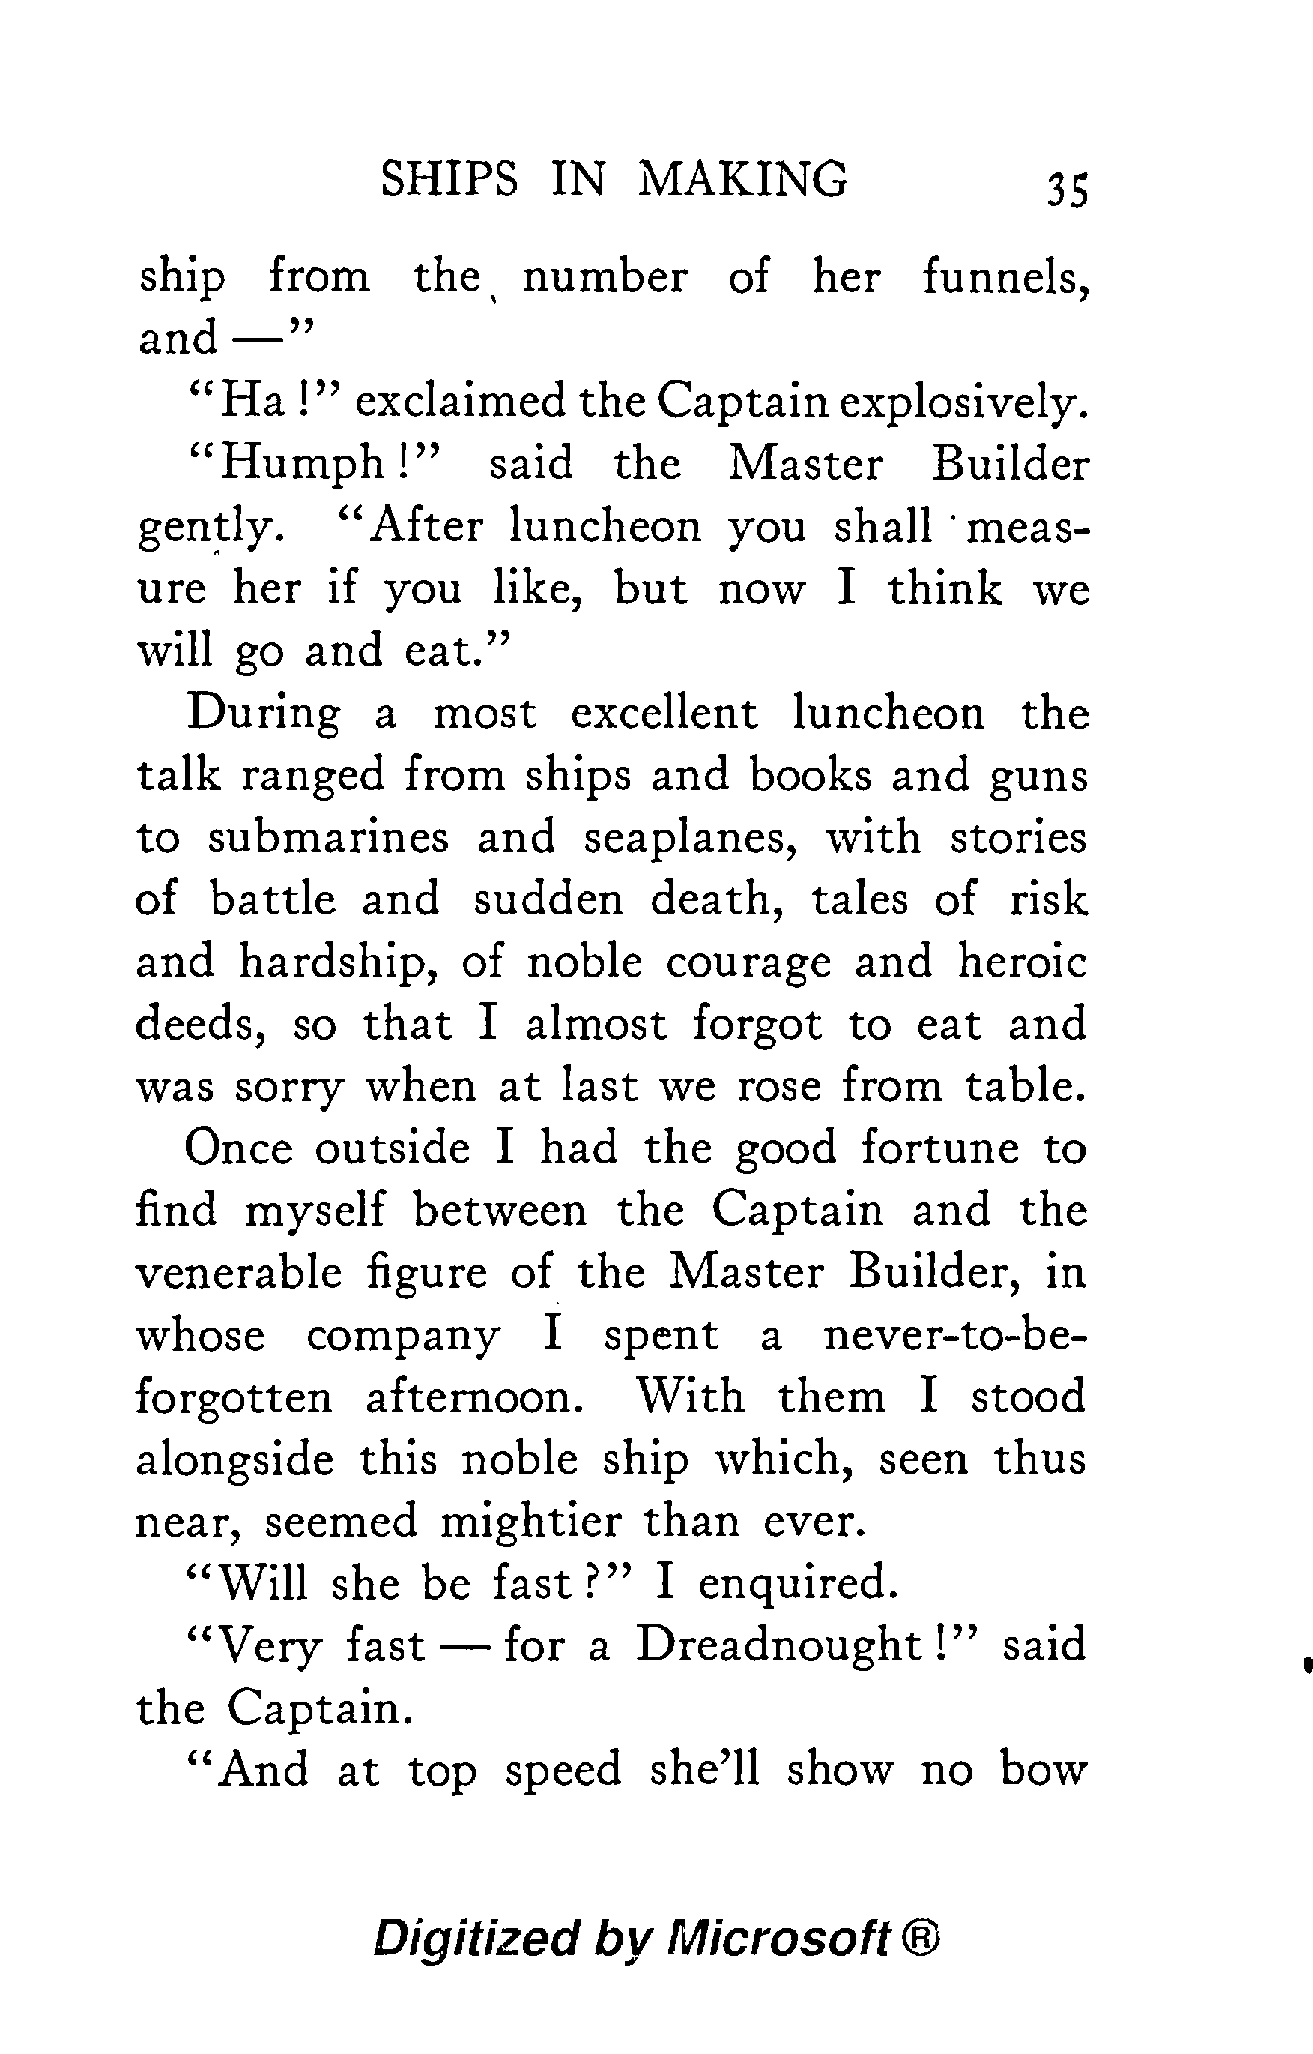 SHIPS IN MAKING 35
ship from the number of her funnels,
and —"
"Ha!" exclaimed the Captain explosively.
"Humph!" said the Master Builder
gently. "After luncheon you shall meas-
ure her if you like, but now I think we
will go and eat."
During a most excellent luncheon the
talk ranged from ships and books and guns
to submarines and seaplanes, with stories
of battle and sudden death, tales of risk
and hardship, of noble courage and heroic
deeds, so that I almost forgot to eat and
was sorry when at last we rose from table.
Once outside I had the good fortune to
find myself between the Captain and the
venerable figure of the Master Builder, in
whose company I spent a never-to-be-
forgotten afternoon. With them I stood
alongside this noble ship which, seen thus
near, seemed mightier than ever.
"Will she be fast?" I enquired.
"Very fast — for a Dreadnought!" said
the Captain.
"And at top speed she'll show no bow
Digitized by Microsoft ®